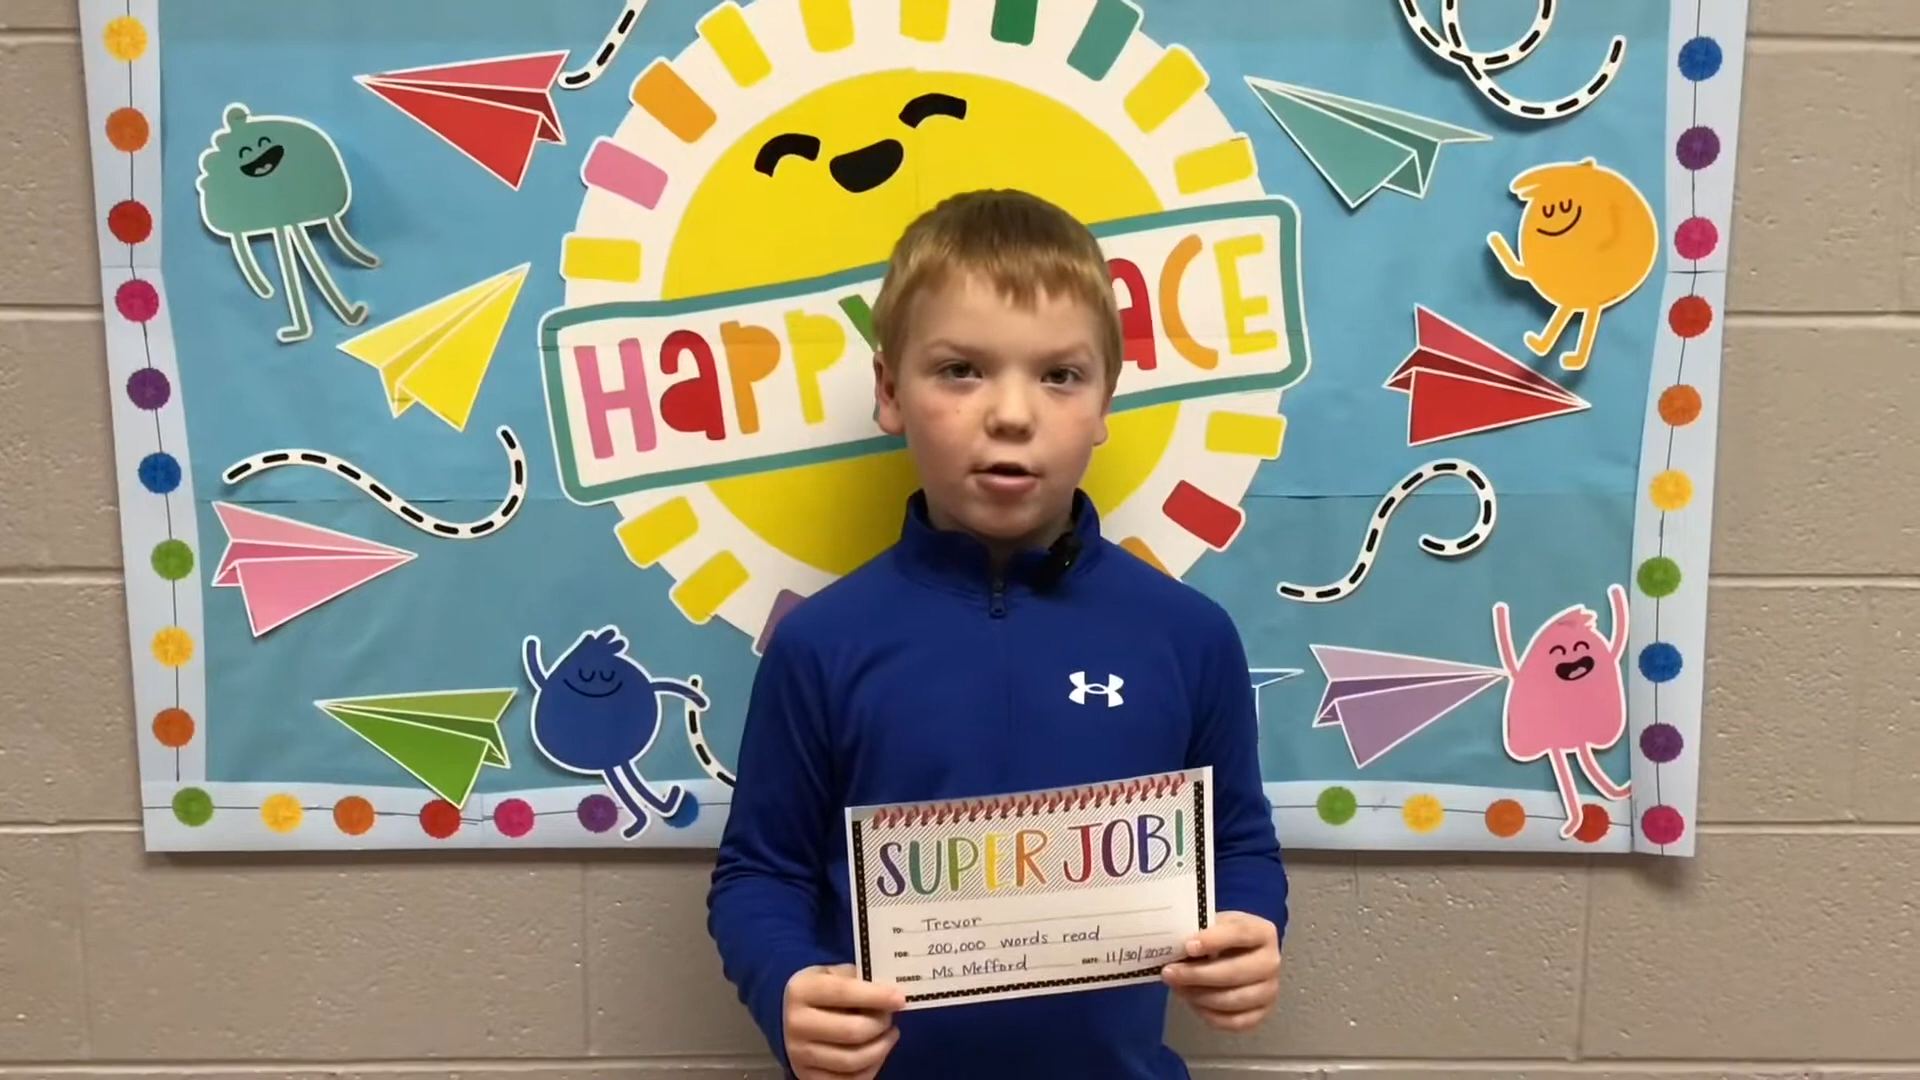 HAPPY ACE
SUPER JOB!
TO: Trevor
FOR: 200,000 words read
SIGNED: Ms Mefford DATE: 11/30/2022